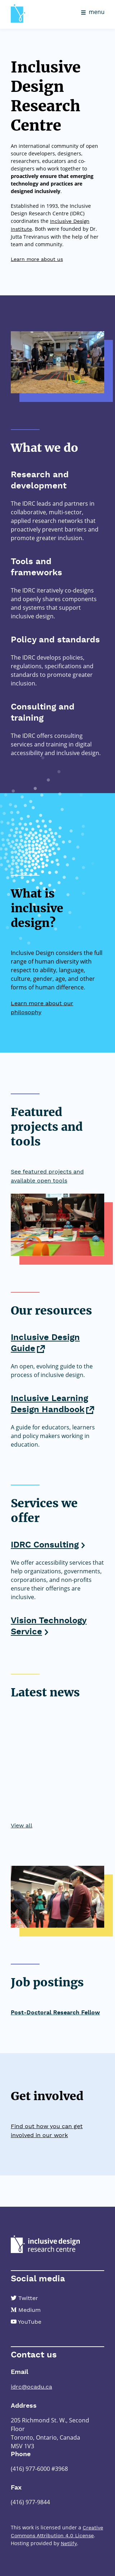 menu
Inclusive
Design
Research
Centre
An international community of open
source developers, designers,
researchers, educators and co-
designers who work together to
proactively ensure that emerging
technology and practices are
designed inclusively.
Established in 1993, the Inclusive
Design Research Centre (IDRC)
coordinates the Inclusive Design
Institute. Both were founded by Dr.
Jutta Treviranus with the help of her
team and community.
Learn more about us
What we do
Research and
development
The IDRC leads and partners in
collaborative, multi-sector,
applied research networks that
proactively prevent barriers and
promote greater inclusion.
Tools and
frameworks
The IDRC iteratively co-designs
and openly shares components
and systems that support
inclusive design.
Policy and standards
The IDRC develops policies,
regulations, specifications and
standards to promote greater
inclusion.
Consulting and
training
The IDRC offers consulting
services and training in digital
accessibility and inclusive design.
What is
inclusive
design?
Inclusive Design considers the full
range of human diversity with
respect to ability, language,
culture, gender, age, and other
forms of human difference.
Learn more about our
philosophy
Featured
projects and
tools
See featured projects and
available open tools
Our resources
Inclusive Design
Guide
An open, evolving guide to the
process of inclusive design.
Inclusive Learning
Design Handbook
A guide for educators, learners
and policy makers working in
education.
Services we
offer
IDRC Consulting
We offer accessibility services that
help organizations, governments,
corporations, and non-profits
ensure their offerings are
inclusive.
Vision Technology
Service
Latest news
View all
Job postings
Post-Doctoral Research Fellow
Get involved
Find out how you can get
involved in our work
inclusive design
research centre
Social media
Twitter
Medium
YouTube
Contact us
Email
idrc@ocadu.ca
Address
205 Richmond St. W., Second
Floor
Toronto, Ontario, Canada
M5V 1V3
Phone
(416) 977-6000 #3968
Fax
(416) 977-9844
This work is licensed under a Creative
Commons Attribution 4.0 License.
Hosting provided by Netlify.